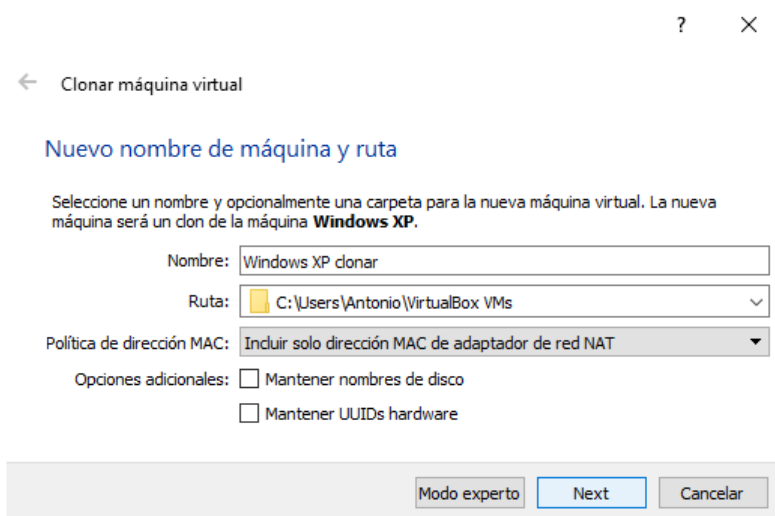 ?
Clonar máquina virtual
Nuevo nombre de máquina y ruta
Seleccione un nombre y opcionalmente una carpeta para la nueva máquina virtual. La nueva
máquina será un clon de la máquina Windows XP.
Nombre: Windows XP clonar
Ruta: C:\Users\Antonio\VirtualBox VMs
Política de dirección MAC: Incluir solo dirección MAC de adaptador de red NAT
Opciones adicionales: Mantener nombres de disco
Mantener UUIDs hardware
Modo experto Next Cancelar